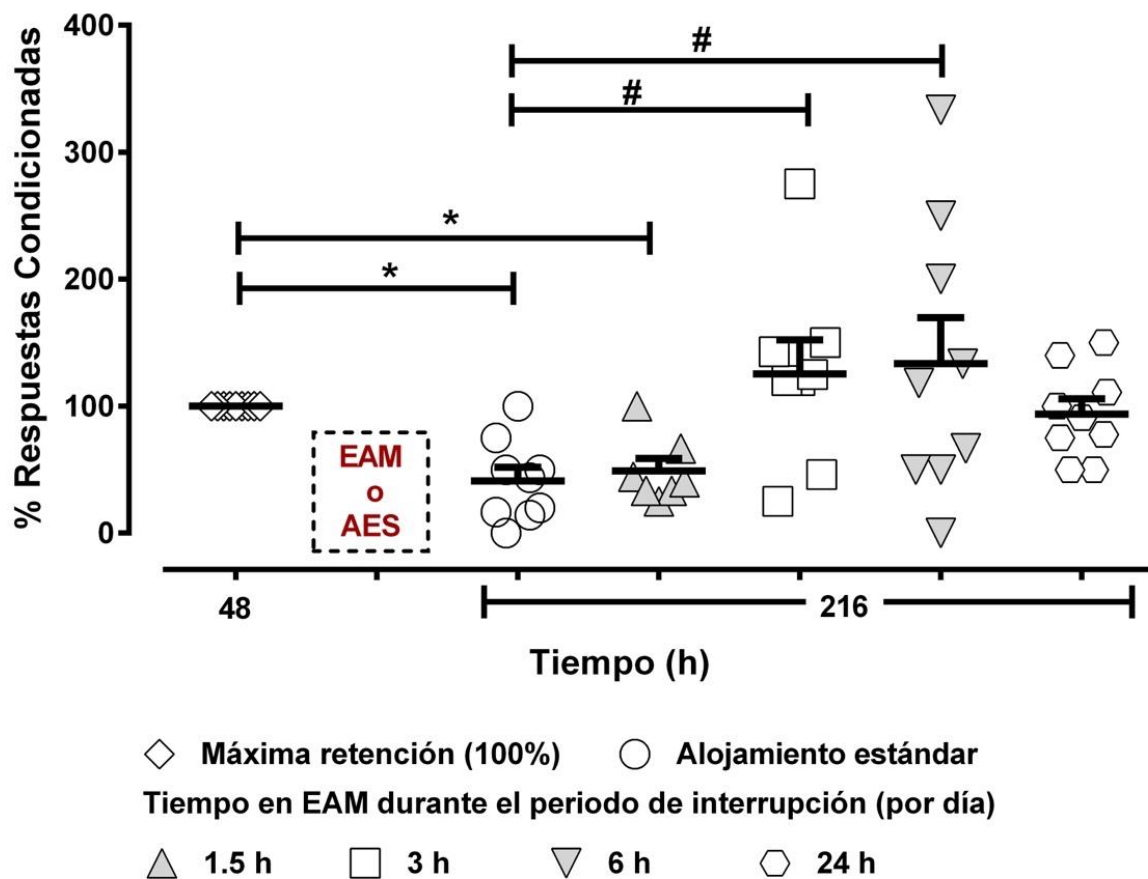 % Respuestas Condicionadas
400
300
200
100
0
#
#
*
*
EAM
o
AES
48
216
Tiempo (h)
Máxima retención (100%)
Alojamiento estándar
Tiempo en EAM durante el periodo de interrupción (por día)
1.5 h
3 h
6 h
24 h